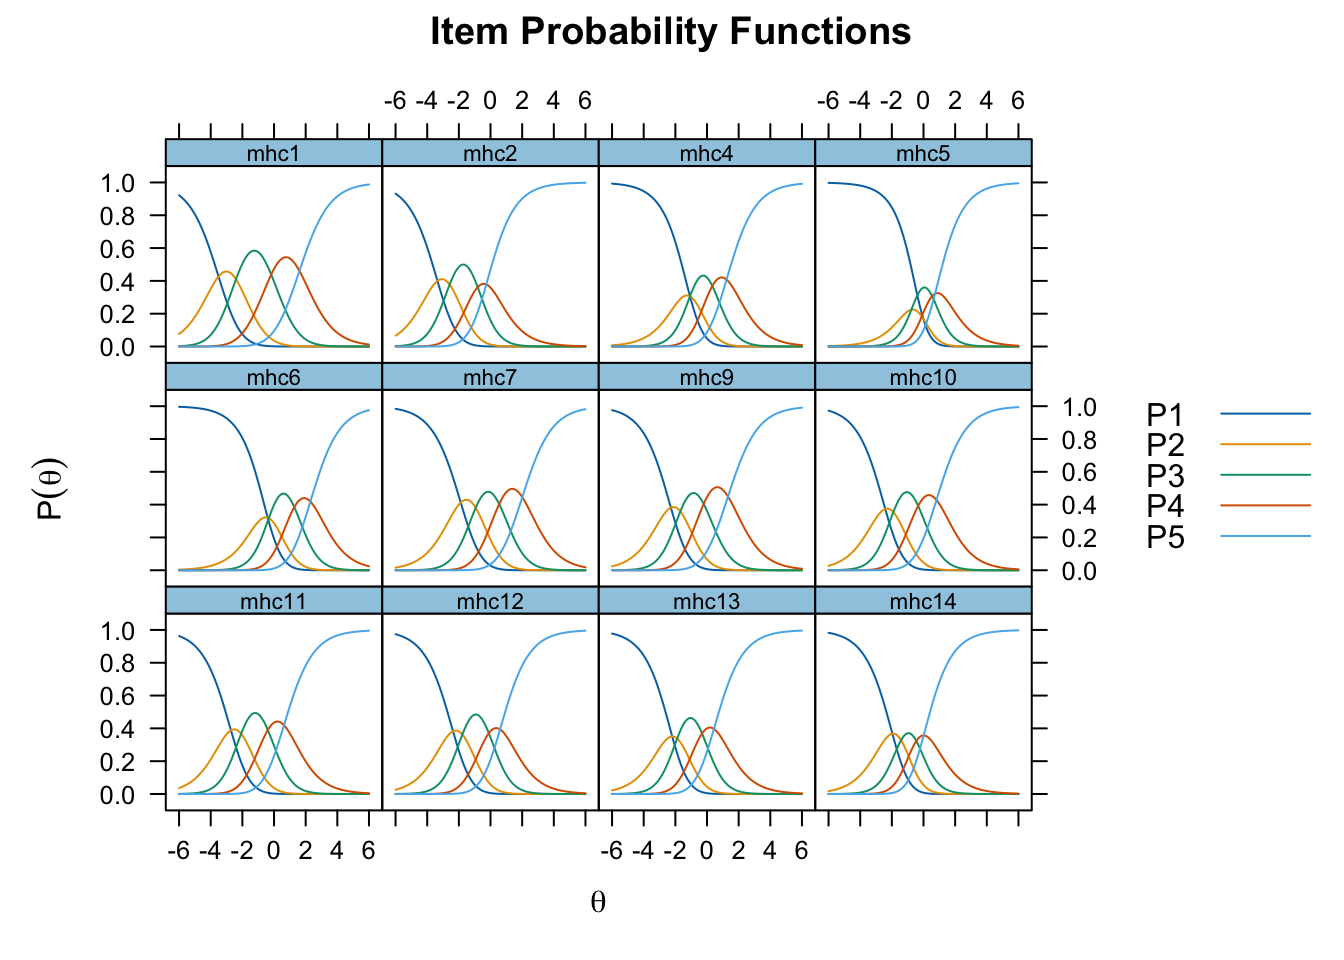 Item Probability Functions
-6 -4 -2 0 2 4 6 -6 -4 -2 0 2 4 6
mhc1 mhc2 mhc4 mhc5
1.0
0.8
0.6
0.4
0.2
0.0
mhc6 mhc7 mhc9 mhc10
1.0
0.8
0.6
0.4
0.2
0.0
P(θ)
P1
P2
P3
P4
P5
mhc11 mhc12 mhc13 mhc14
1.0
0.8
0.6
0.4
0.2
0.0
-6 -4 -2 0 2 4 6 -6 -4 -2 0 2 4 6
θ